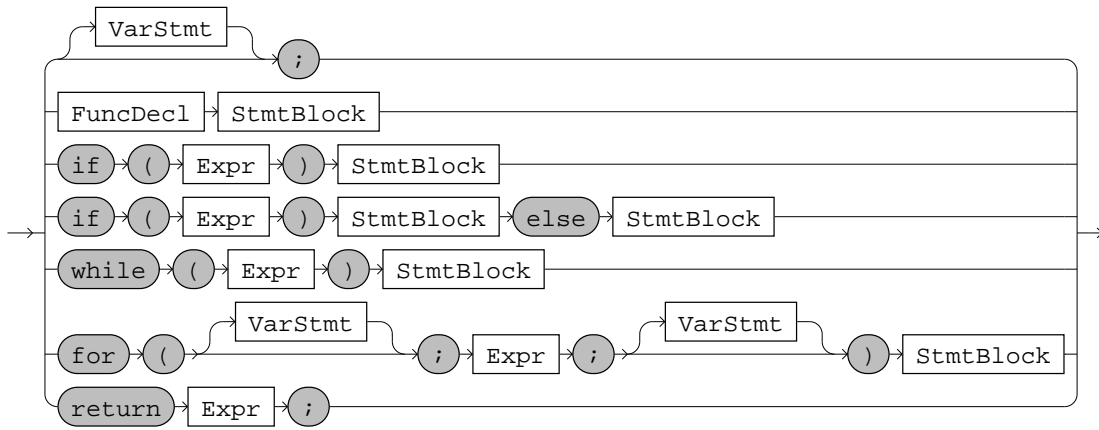 VarStmt
;
FuncDecl StmtBlock
if ( Expr ) StmtBlock
if ( Expr ) StmtBlock else StmtBlock
while ( Expr ) StmtBlock
VarStmt VarStmt
for ( ; Expr ; ) StmtBlock
return Expr ;